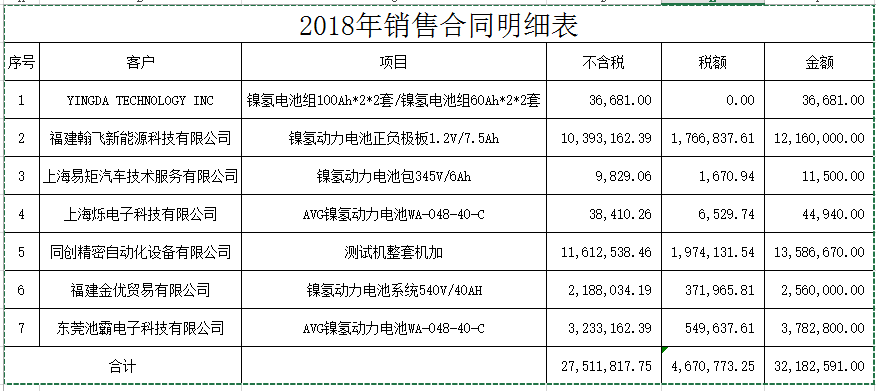 2018年销售合同明细表
序号 客户 项目 不含税 税额 金额
1 YINGDA TECHNOLOGY INC 镍氢电池组100Ah*2*2套/镍氢电池组60Ah*2*2套 36,681.00 0.00 36,681.00
2 福建翰飞新能源科技有限公司 镍氢动力电池正负极板1.2V/7.5Ah 10,393,162.39 1,766,837.61 12,160,000.00
3 上海易矩汽车技术服务有限公司 镍氢动力电池包345V/6Ah 9,829.06 1,670.94 11,500.00
4 上海烁电子科技有限公司 AVG镍氢动力电池WA-048-40-C 38,410.26 6,529.74 44,940.00
5 同创精密自动化设备有限公司 测试机整套机加 11,612,538.46 1,974,131.54 13,586,670.00
6 福建金优贸易有限公司 镍氢动力电池系统540V/40AH 2,188,034.19 371,965.81 2,560,000.00
7 东莞池霸电子科技有限公司 AVG镍氢动力电池WA-048-40-C 3,233,162.39 549,637.61 3,782,800.00
合计 27,511,817.75 4,670,773.25 32,182,591.00